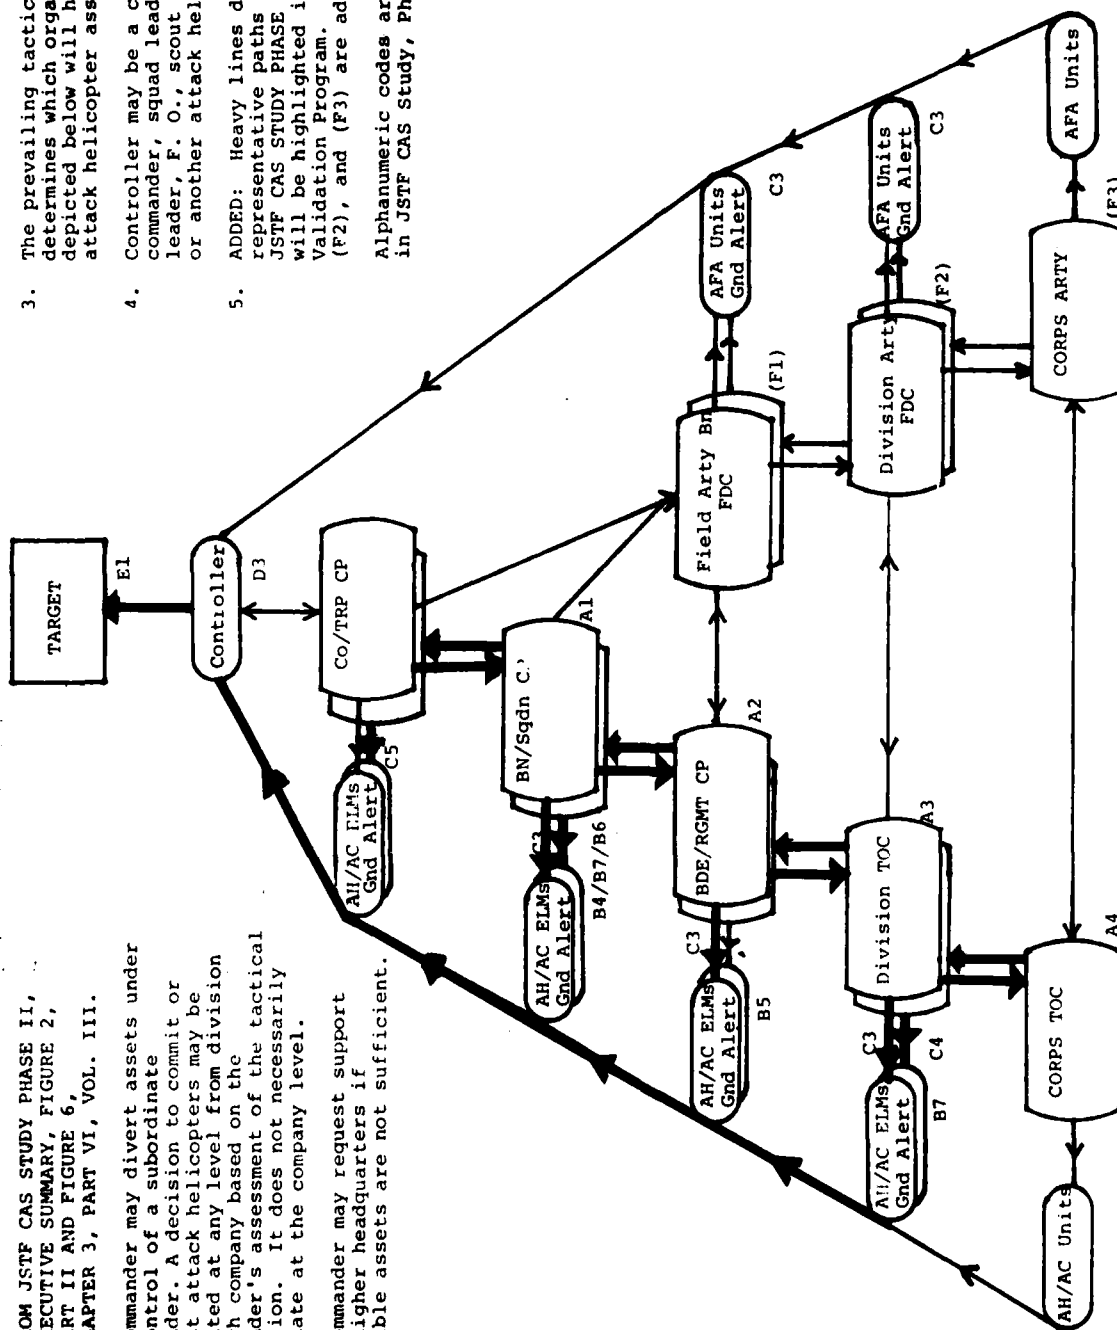 OM JSTF CAS STUDY PHASE II,
ECUTIVE SUMMARY, FIGURE 2,
RT II AND FIGURE 6,
APTER 3, PART VI, VOL. III.
mmander may divert assets under
ntrol of a subordinate
der. A decision to commit or
t attack helicopters may be
ted at any level from division
h company based on the
der's assessment of the tactical
ion. It does not necessarily
ate at the company level.
mmander may request support
igher headquarters if
ble assets are not sufficient.
3. The prevailing tactic
determines which orga
depicted below will h
attack helicopter ass
4. Controller may be a c
commander, squad lead
leader, F. O., scout
or another attack hel
5. ADDED: Heavy lines d
representative paths
JSTF CAS STUDY PHASE
will be highlighted i
Validation Program.
(F2), and (F3) are ad
Alphanumeric codes ar
in JSTF CAS Study, Ph
TARGET
E1
Controller
D3
Co/TRP CP
AH/AC ELMs
Gnd Alert
C5
BN/Sqdn C
A1
AH/AC ELMs
Gnd Alert
C3
B4/B7/B6
BDE/RGMT CP
A2
AH/AC ELMs
Gnd Alert
C3
B5
Field Arty Bn
FDC
(F1)
AFA Units
Gnd Alert
C3
Division TOC
A3
AH/AC ELMs
Gnd Alert
C3
C4
B7
Division Arty
FDC
(F2)
AFA Units
Gnd Alert
C3
CORPS TOC
A4
AH/AC Units
CORPS ARTY
(F3)
AFA Units